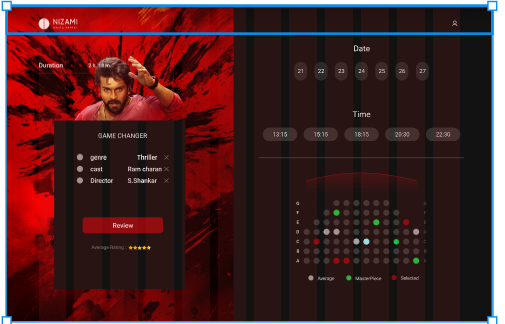 NIZAMI
Date
Duration
2 h. 18 m
21 22 23 24 25 26 27
Time
13:15 15:15 18:15 20:30 22:30
GAME CHANGER
genre Thriller
cast Ram charan
Director S.Shankar
Review
Average Rating
G
F
E
D
C
B
A
Average MasterPiece Selected